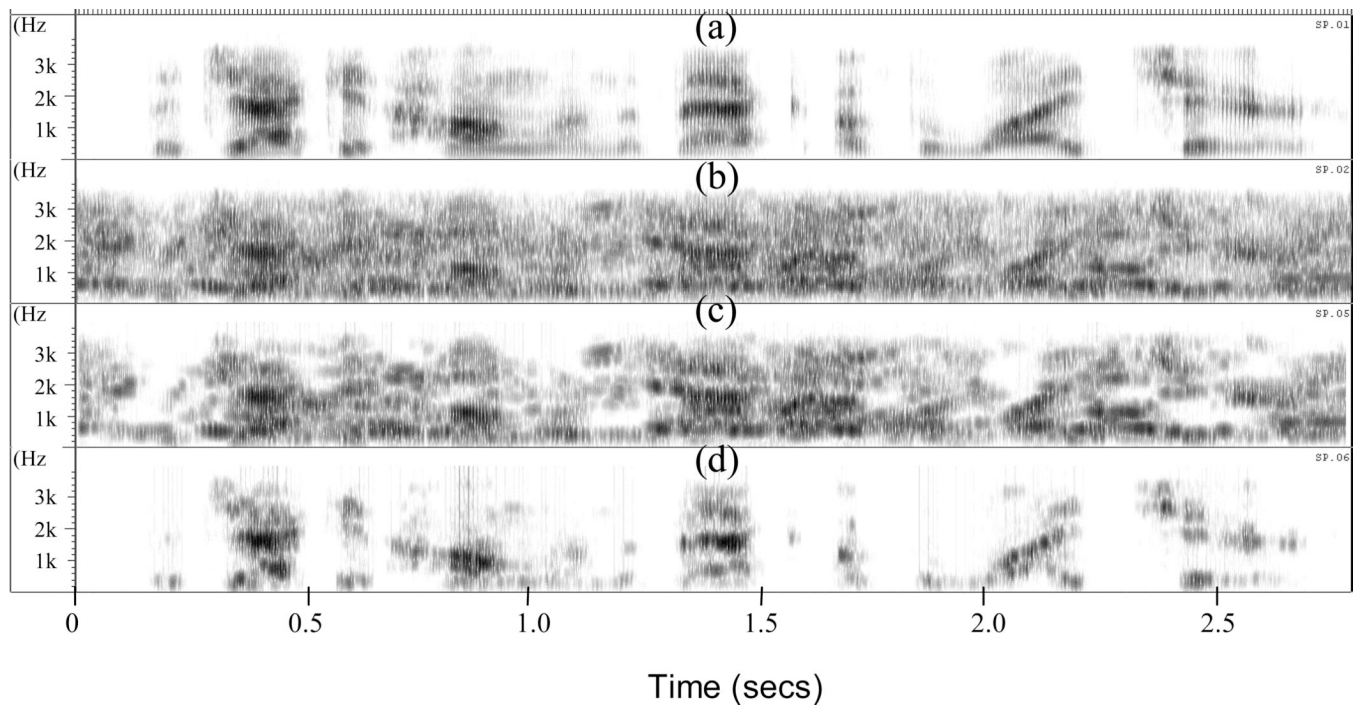 (a)
(Hz
SP.01
3k
2k
1k
(b)
(Hz
SP.02
3k
2k
1k
(c)
(Hz
SP.05
3k
2k
1k
(d)
(Hz
SP.06
3k
2k
1k
0 0.5 1.0 1.5 2.0 2.5
Time (secs)